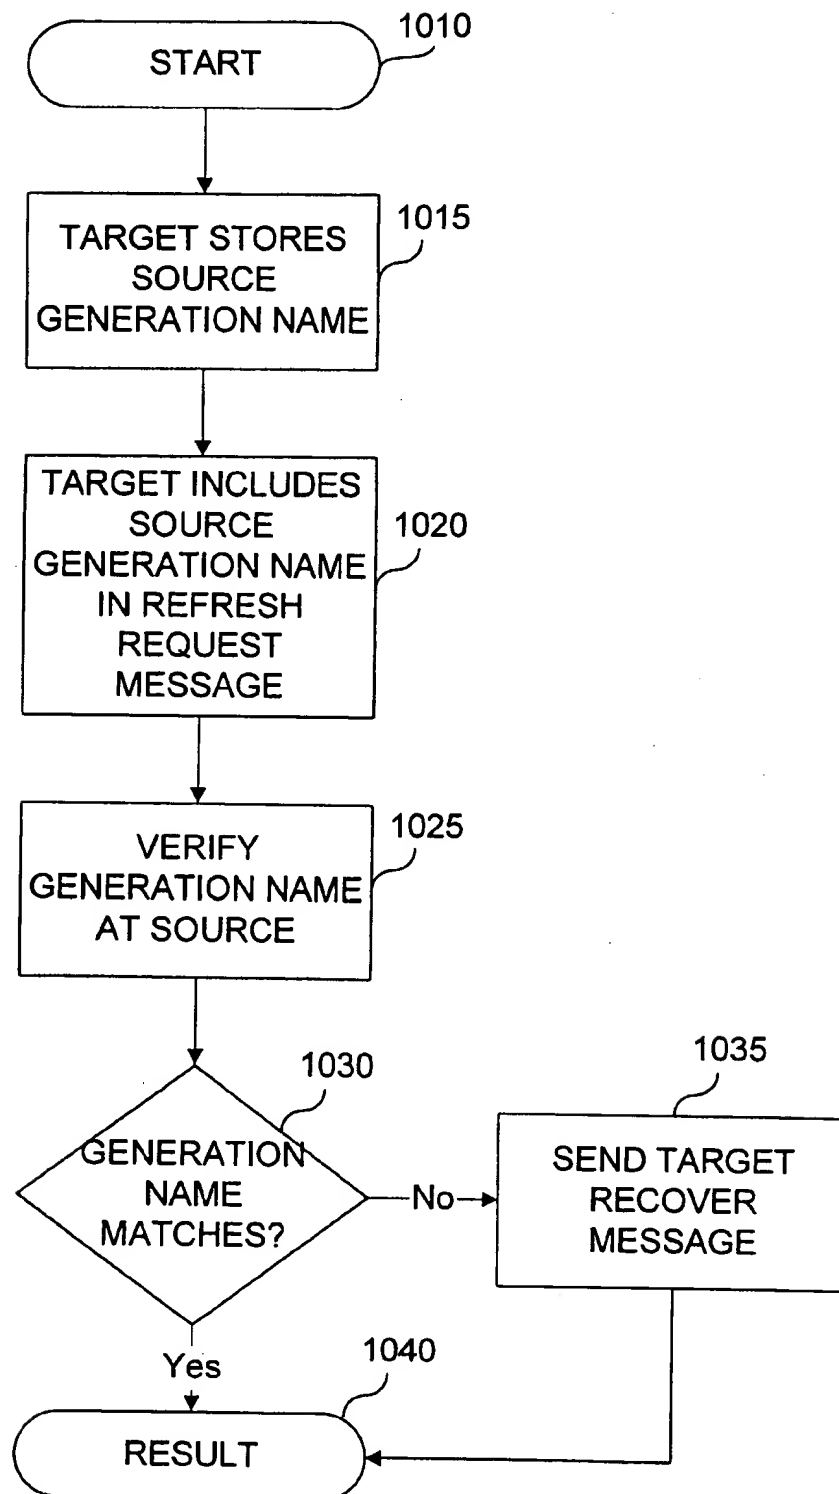 1010
START
1015
TARGET STORES
SOURCE
GENERATION NAME
TARGET INCLUDES
SOURCE
GENERATION NAME
IN REFRESH
REQUEST
MESSAGE
1020
1025
VERIFY
GENERATION NAME
AT SOURCE
1030
GENERATION
NAME
MATCHES?
No
1035
SEND TARGET
RECOVER
MESSAGE
Yes
1040
RESULT